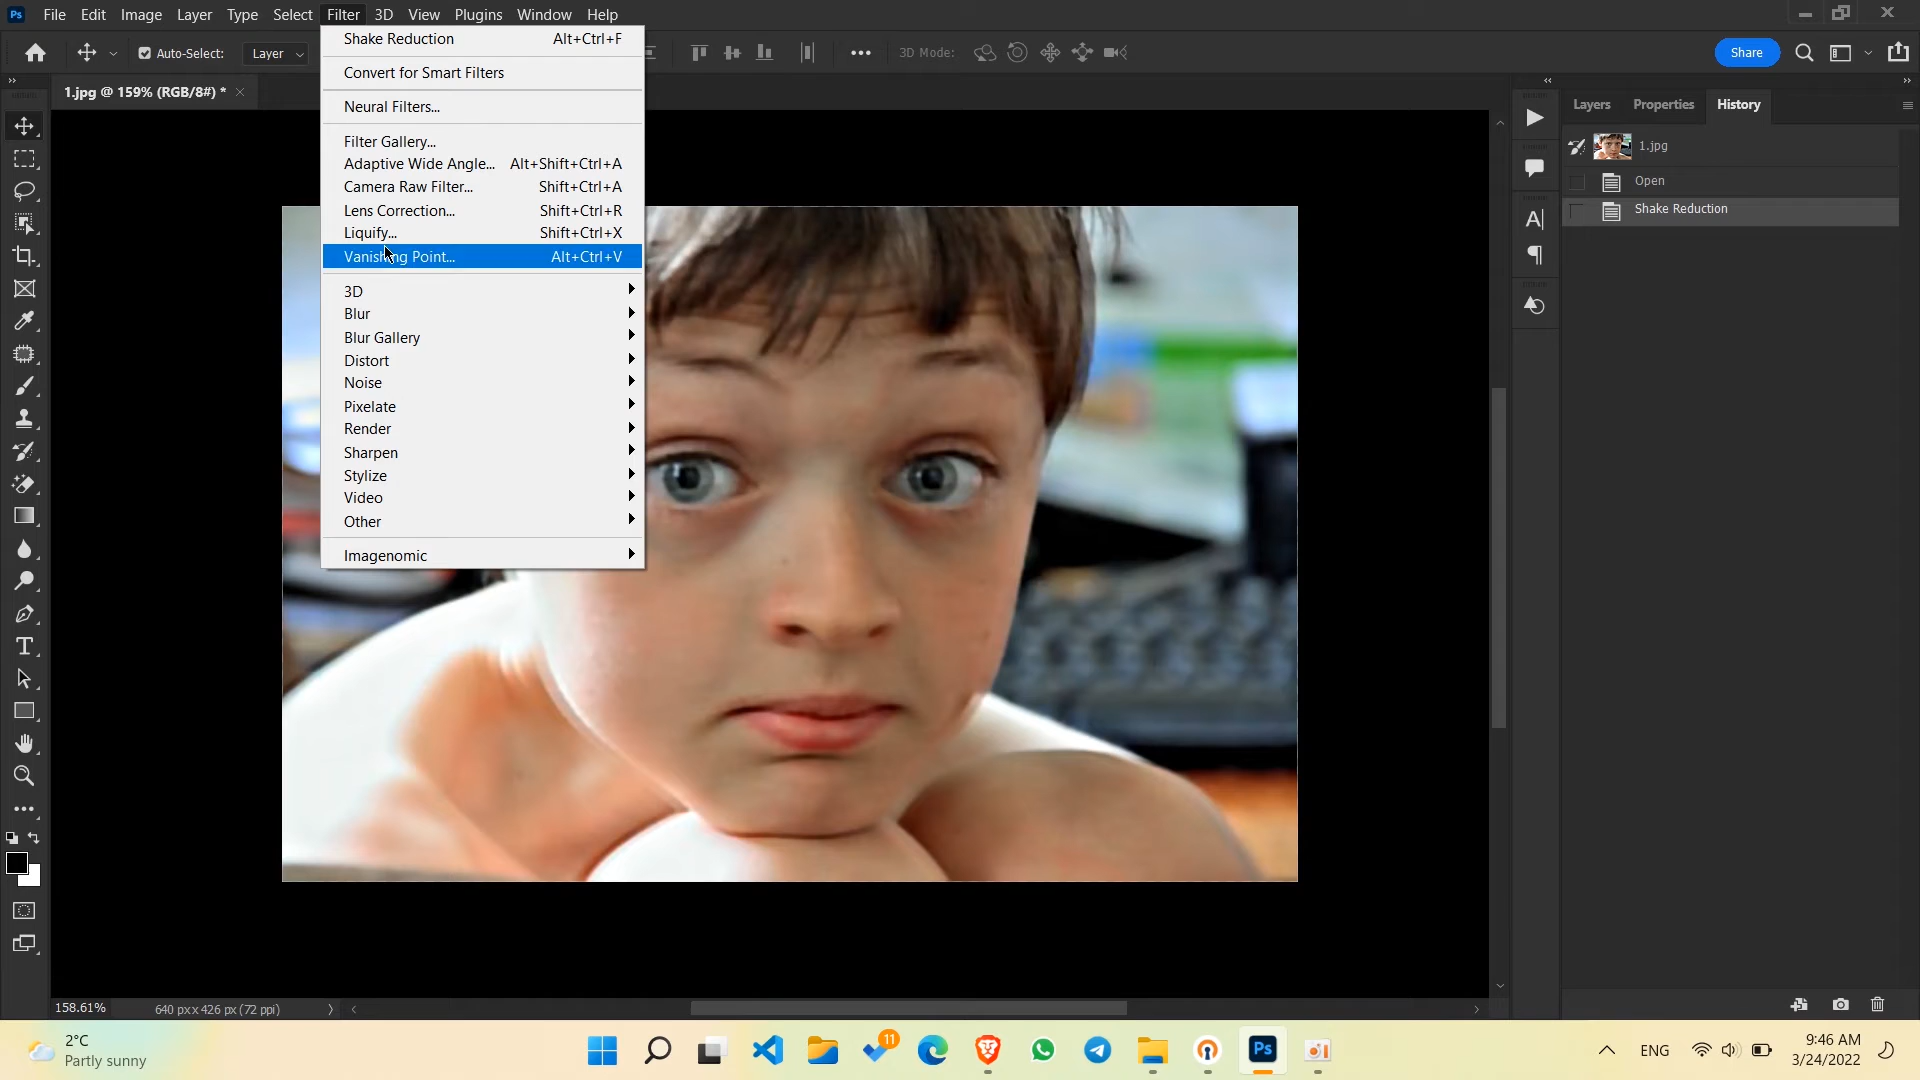 Ps File Edit Image Layer Type Select Filter 3D View Plugins Window Help
Auto-Select: Layer 3D Mode: Share
1.jpg @ 159% (RGB/8#) *
Shake Reduction Alt+Ctrl+F
Convert for Smart Filters
Neural Filters...
Filter Gallery...
Adaptive Wide Angle... Alt+Shift+Ctrl+A
Camera Raw Filter... Shift+Ctrl+A
Lens Correction... Shift+Ctrl+R
Liquify... Shift+Ctrl+X
Vanishing Point... Alt+Ctrl+V
3D
Blur
Blur Gallery
Distort
Noise
Pixelate
Render
Sharpen
Stylize
Video
Other
Imagenomic
Layers Properties History
1.jpg
Open
Shake Reduction
158.61% 640 px x 426 px (72 ppi)
2°C
Partly sunny
11
Ps
ENG
9:46 AM
3/24/2022